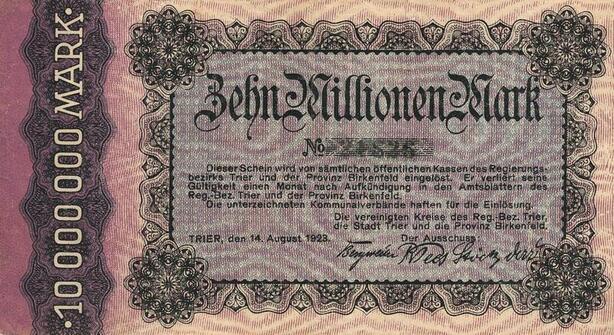 ·10 000 000 MARK·
Zehn Millionen Mark
No
Dieser Schein wird von sämtlichen öffentlichen Kassen des Regierungs-
bezirks Trier und der Provinz Birkenfeld eingelöst. Er verliert seine
Gültigkeit einen Monat nach Aufkündigung in den Amtsblättern des
Reg.-Bez. Trier und der Provinz Birkenfeld.
Die unterzeichneten Kommunalverbände haften für die Einlösung.
Die vereinigten Kreise des Reg.-Bez. Trier,
die Stadt Trier und die Provinz Birkenfeld.
TRIER, den 14. August 1923. Der Ausschuss: